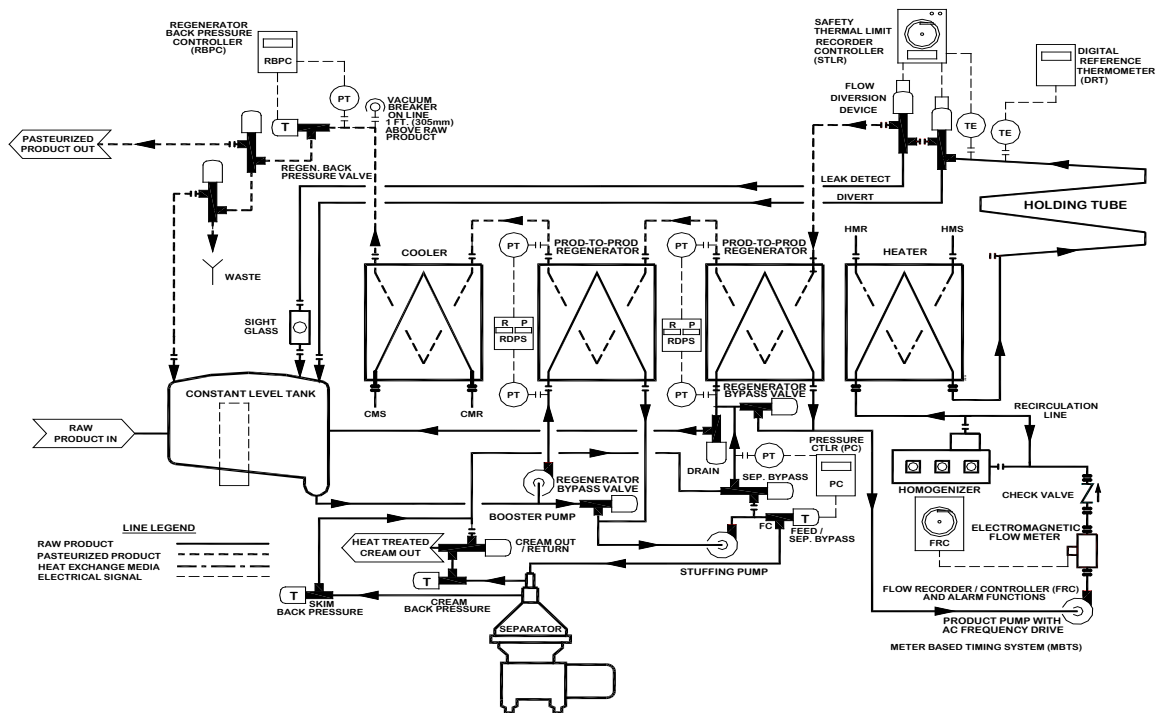 REGENERATOR
BACK PRESSURE
CONTROLLER
(RBPC)
RBPC
PT
T
VACUUM
BREAKER
ON LINE
1 FT. (305mm)
ABOVE RAW
PRODUCT
PASTEURIZED
PRODUCT OUT
REGEN. BACK
PRESSURE VALVE
WASTE
SAFETY
THERMAL LIMIT
RECORDER
CONTROLLER
(STLR)
FLOW
DIVERSION
DEVICE
TE
TE
DIGITAL
REFERENCE
THERMOMETER
(DRT)
LEAK DETECT
DIVERT
HOLDING TUBE
COOLER
PROD-TO-PROD
REGENERATOR
PROD-TO-PROD
REGENERATOR
HEATER
HMR
HMS
PT
PT
R P
RDPS
R P
RDPS
PT
PT
SIGHT
GLASS
CONSTANT LEVEL TANK
RAW
PRODUCT IN
CMS
CMR
REGENERATOR
BYPASS VALVE
RECIRCULATION
LINE
DRAIN
PT
PRESSURE
CTLR (PC)
PC
SEP. BYPASS
REGENERATOR
BYPASS VALVE
BOOSTER PUMP
FC
T
FEED /
SEP. BYPASS
STUFFING PUMP
HOMOGENIZER
CHECK VALVE
FRC
ELECTROMAGNETIC
FLOW METER
FLOW RECORDER / CONTROLLER (FRC)
AND ALARM FUNCTIONS
PRODUCT PUMP WITH
AC FREQUENCY DRIVE
METER BASED TIMING SYSTEM (MBTS)
LINE LEGEND
RAW PRODUCT
PASTEURIZED PRODUCT
HEAT EXCHANGE MEDIA
ELECTRICAL SIGNAL
HEAT TREATED
CREAM OUT
CREAM OUT
/ RETURN
T
CREAM
BACK PRESSURE
T
SKIM
BACK PRESSURE
SEPARATOR